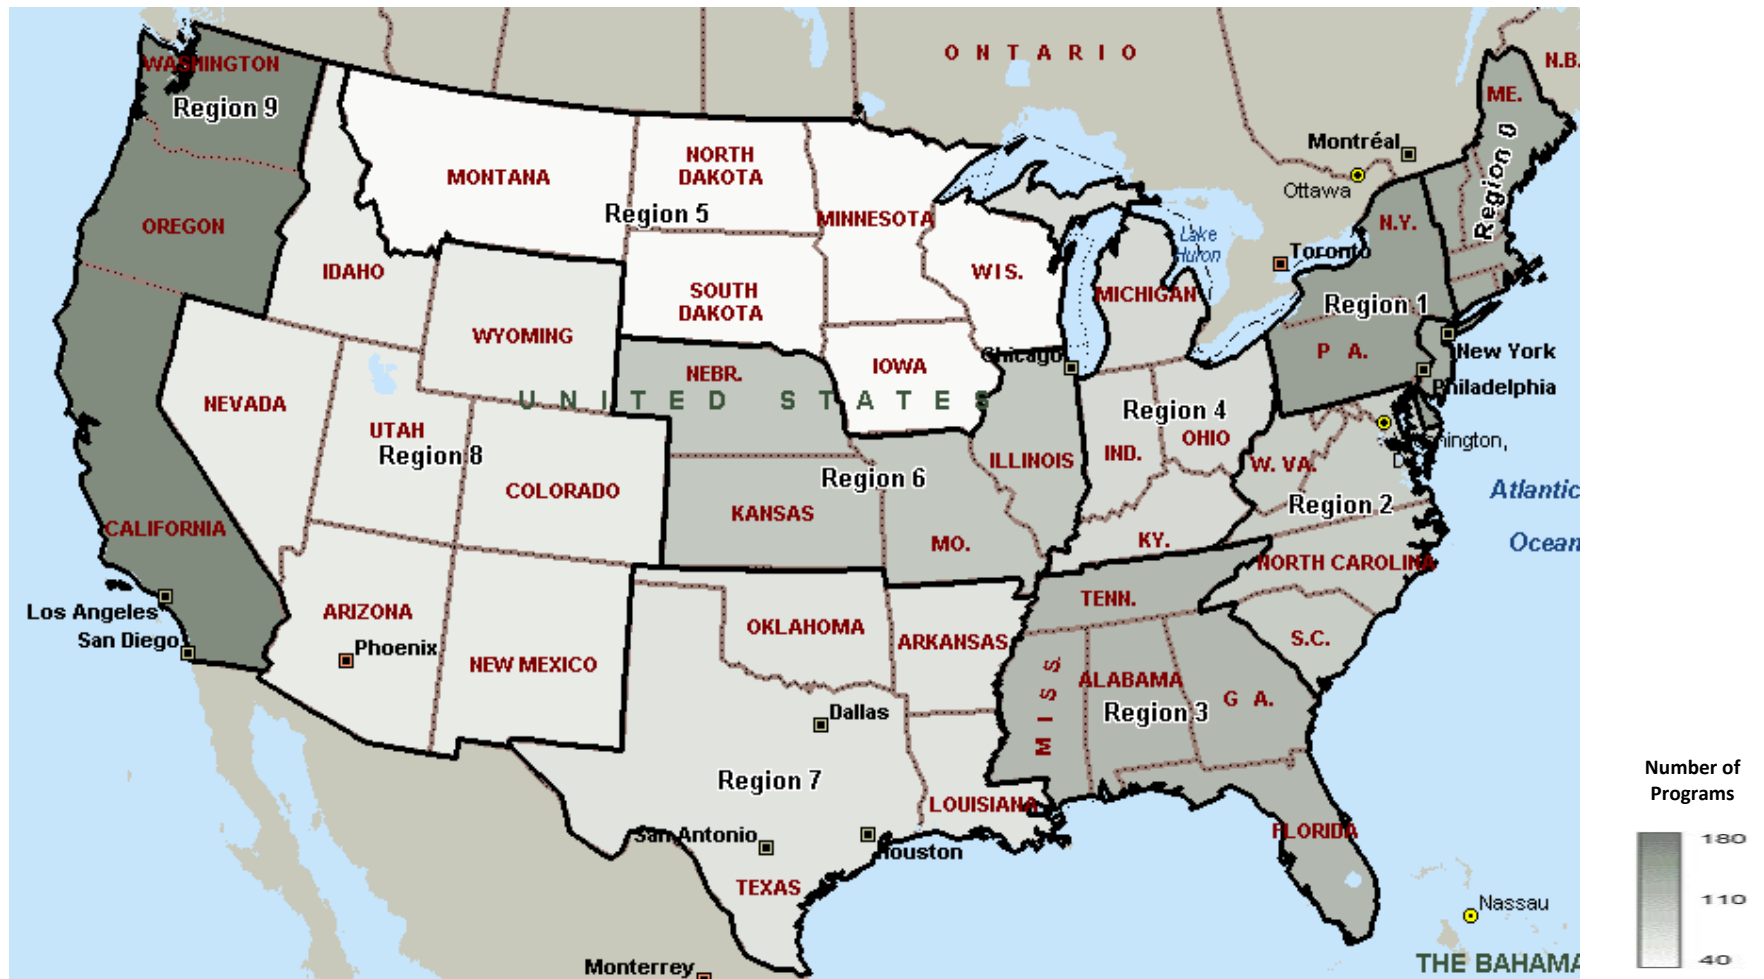 ONTARIO
N.B.
WASHINGTON
Region 9
ME.
Region 0
Montréal
Ottawa
MONTANA
NORTH
DAKOTA
Region 5
MINNESOTA
OREGON
N.Y.
Lake
Huron
Toronto
IDAHO
WIS.
SOUTH
DAKOTA
MICHIGAN
Region 1
WYOMING
P A.
New York
Chicago
IOWA
NEBR.
Philadelphia
UNITED STATES
NEVADA
Region 4
UTAH
Region 8
OHIO
IND.
ILLINOIS
W. VA.
Region 6
COLORADO
Atlantic
Region 2
KANSAS
CALIFORNIA
MO.
KY.
Ocean
NORTH CAROLINA
TENN.
Los Angeles
ARIZONA
San Diego
Phoenix
OKLAHOMA
ARKANSAS
S.C.
NEW MEXICO
MISS.
ALABAMA
G A.
Dallas
Region 3
Region 7
Number of
Programs
LOUISIANA
San Antonio
Houston
FLORIDA
180
TEXAS
110
Nassau
Monterrey
THE BAHAMA
40